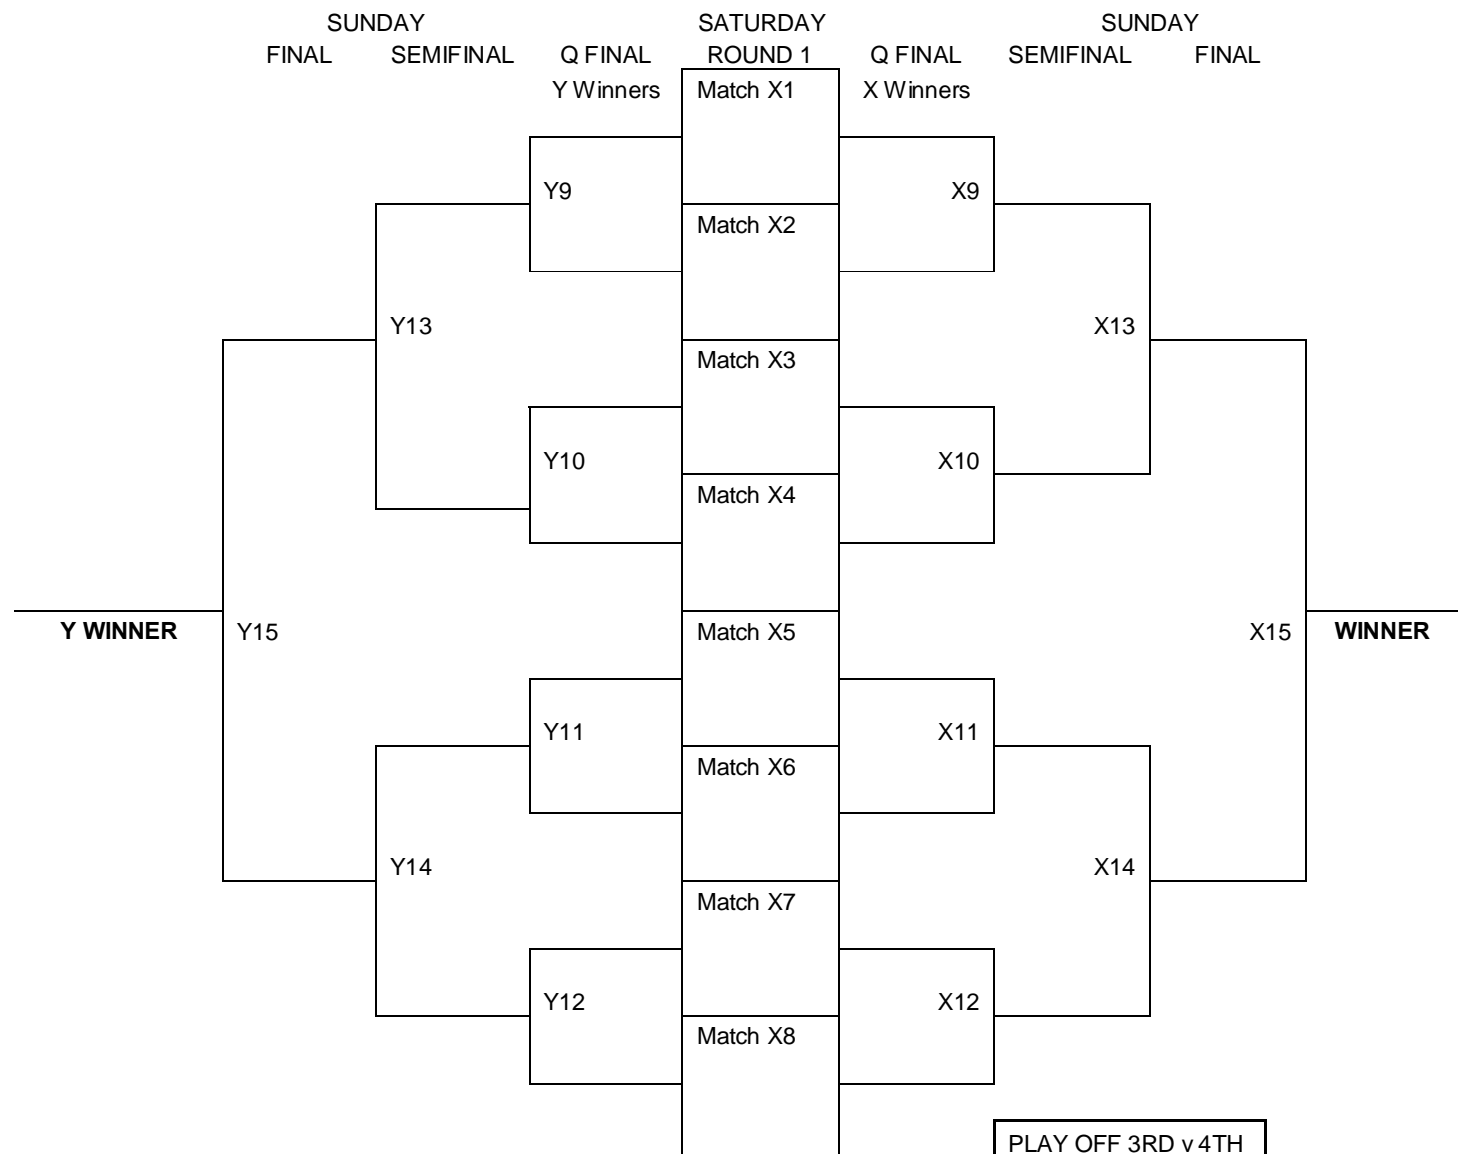 SUNDAY SATURDAY SUNDAY
FINAL SEMIFINAL Q FINAL ROUND 1 Q FINAL SEMIFINAL FINAL
Y Winners Match X1 X Winners
Y9 X9
Match X2
Y13 X13
Match X3
Y10 X10
Match X4
Y WINNER Y15 Match X5 X15 WINNER
Y11 X11
Match X6
Y14 X14
Match X7
Y12 X12
Match X8
PLAY OFF 3RD v 4TH